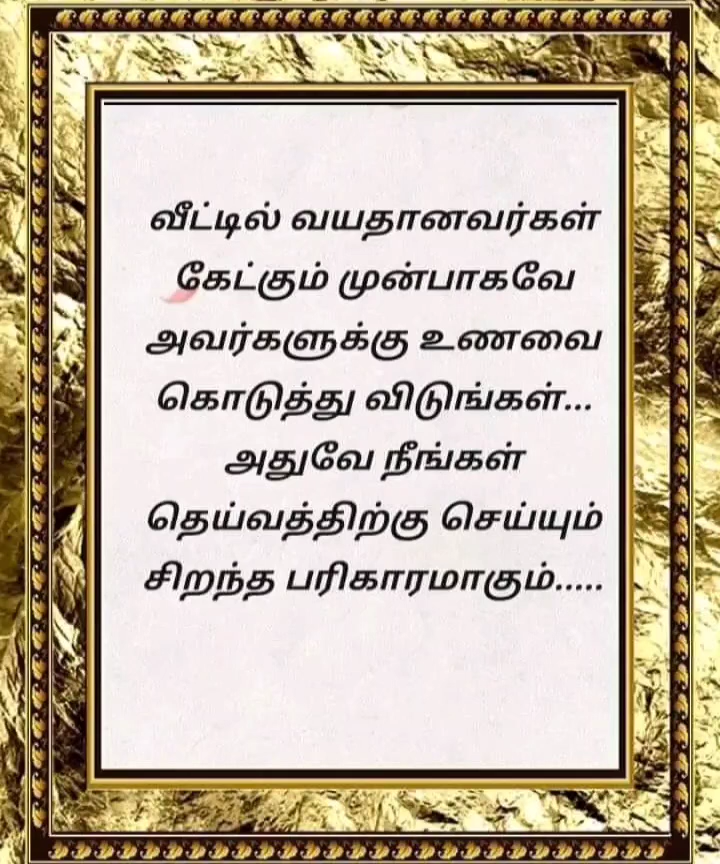 வீட்டில் வயதானவர்கள்
கேட்கும் முன்பாகவே
அவர்களுக்கு உணவை
கொடுத்து விடுங்கள்...
அதுவே நீங்கள்
தெய்வத்திற்கு செய்யும்
சிறந்த பரிகாரமாகும்.....